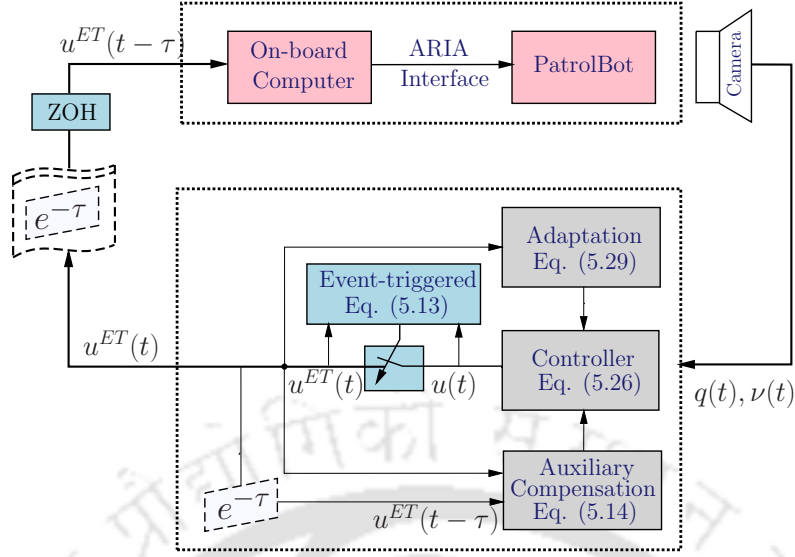 u^{ET}(t − τ)
On-board
Computer
ARIA
Interface
PatrolBot
Camera
ZOH
e^{−τ}
Adaptation
Eq. (5.29)
Event-triggered
Eq. (5.13)
u^{ET}(t)
u^{ET}(t)
u(t)
Controller
Eq. (5.26)
q(t), ν(t)
e^{−τ}
u^{ET}(t − τ)
Auxiliary
Compensation
Eq. (5.14)